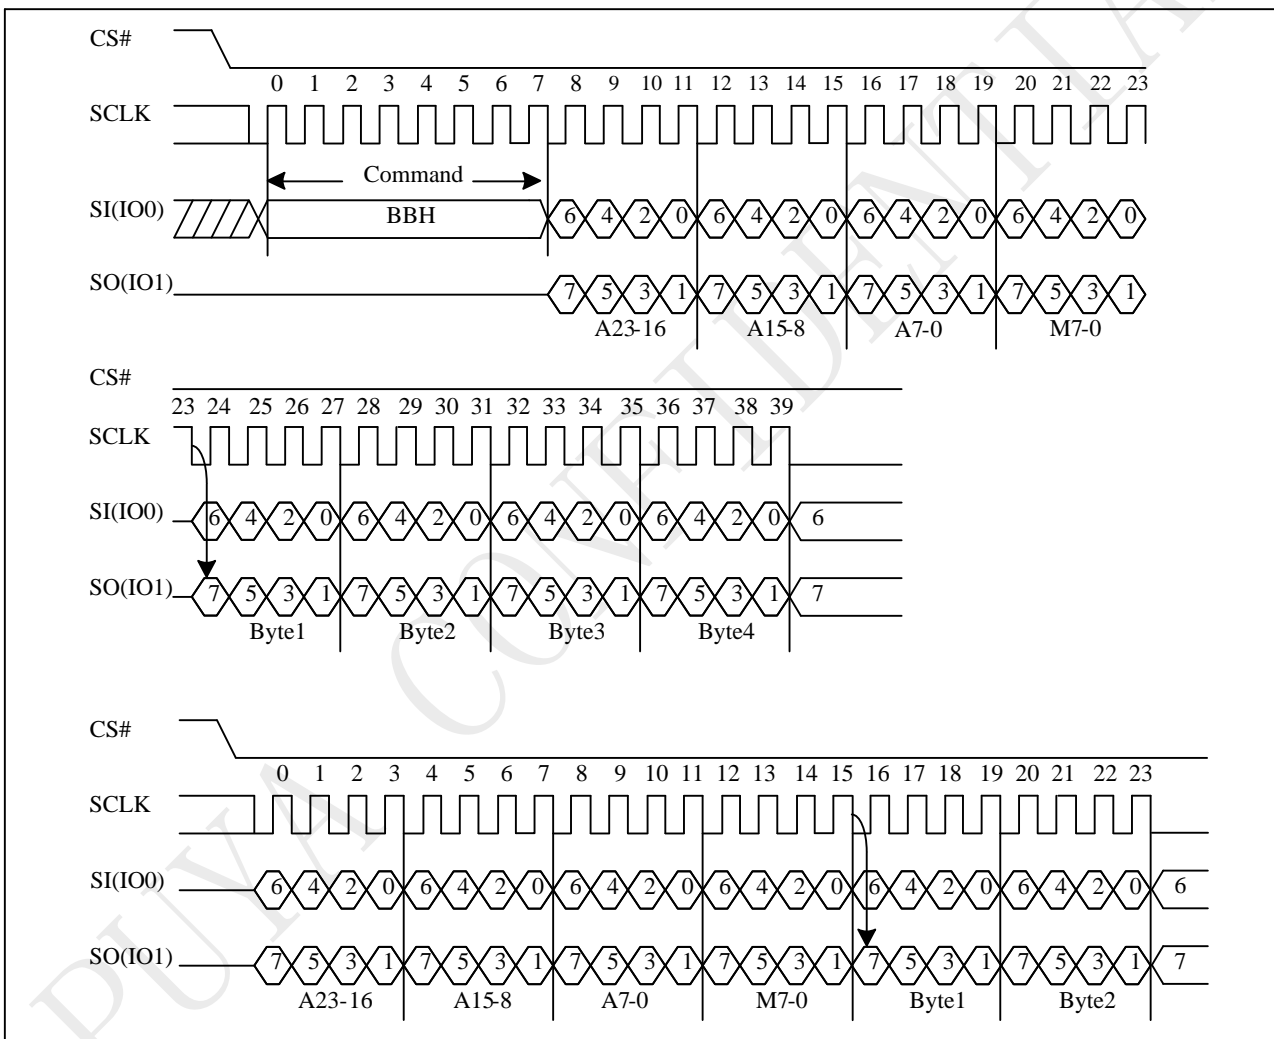 CS#
0 1 2 3 4 5 6 7 8 9 10 11 12 13 14 15 16 17 18 19 20 21 22 23
SCLK
Command
SI(IO0) BBH 6 4 2 0 6 4 2 0 6 4 2 0 6 4 2 0
SO(IO1) 7 5 3 1 7 5 3 1 7 5 3 1 7 5 3 1
A23-16 A15-8 A7-0 M7-0
CS#
23 24 25 26 27 28 29 30 31 32 33 34 35 36 37 38 39
SCLK
SI(IO0) 6 4 2 0 6 4 2 0 6 4 2 0 6 4 2 0 6
SO(IO1) 7 5 3 1 7 5 3 1 7 5 3 1 7 5 3 1 7
Byte1 Byte2 Byte3 Byte4
CS#
0 1 2 3 4 5 6 7 8 9 10 11 12 13 14 15 16 17 18 19 20 21 22 23
SCLK
SI(IO0) 6 4 2 0 6 4 2 0 6 4 2 0 6 4 2 0 6 4 2 0 6 4 2 0 6
SO(IO1) 7 5 3 1 7 5 3 1 7 5 3 1 7 5 3 1 7 5 3 1 7 5 3 1 7
A23-16 A15-8 A7-0 M7-0 Byte1 Byte2
PUYA CONFIDENTIAL